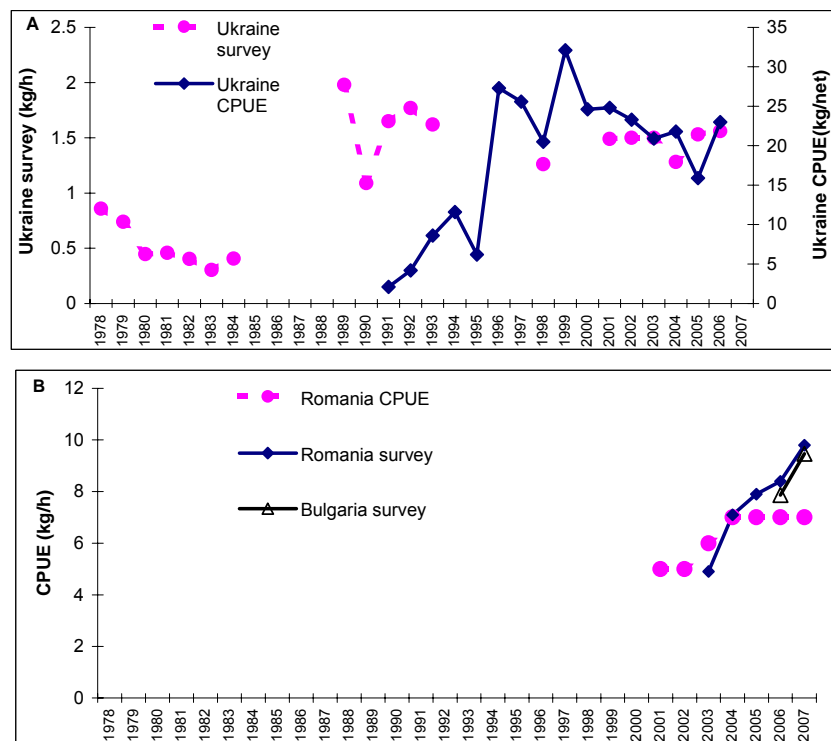 A
Ukraine
survey
Ukraine
CPUE
Ukraine survey (kg/h)
2.5
2
1.5
1
0.5
0
35
30
25
20
15
10
5
0
Ukraine CPUE(kg/net)
1978 1979 1980 1981 1982 1983 1984 1985 1986 1987 1988 1989 1990 1991 1992 1993 1994 1995 1996 1997 1998 1999 2000 2001 2002 2003 2004 2005 2006 2007
B
Romania CPUE
Romania survey
Bulgaria survey
CPUE (kg/h)
12
10
8
6
4
2
0
1978 1979 1980 1981 1982 1983 1984 1985 1986 1987 1988 1989 1990 1991 1992 1993 1994 1995 1996 1997 1998 1999 2000 2001 2002 2003 2004 2005 2006 2007